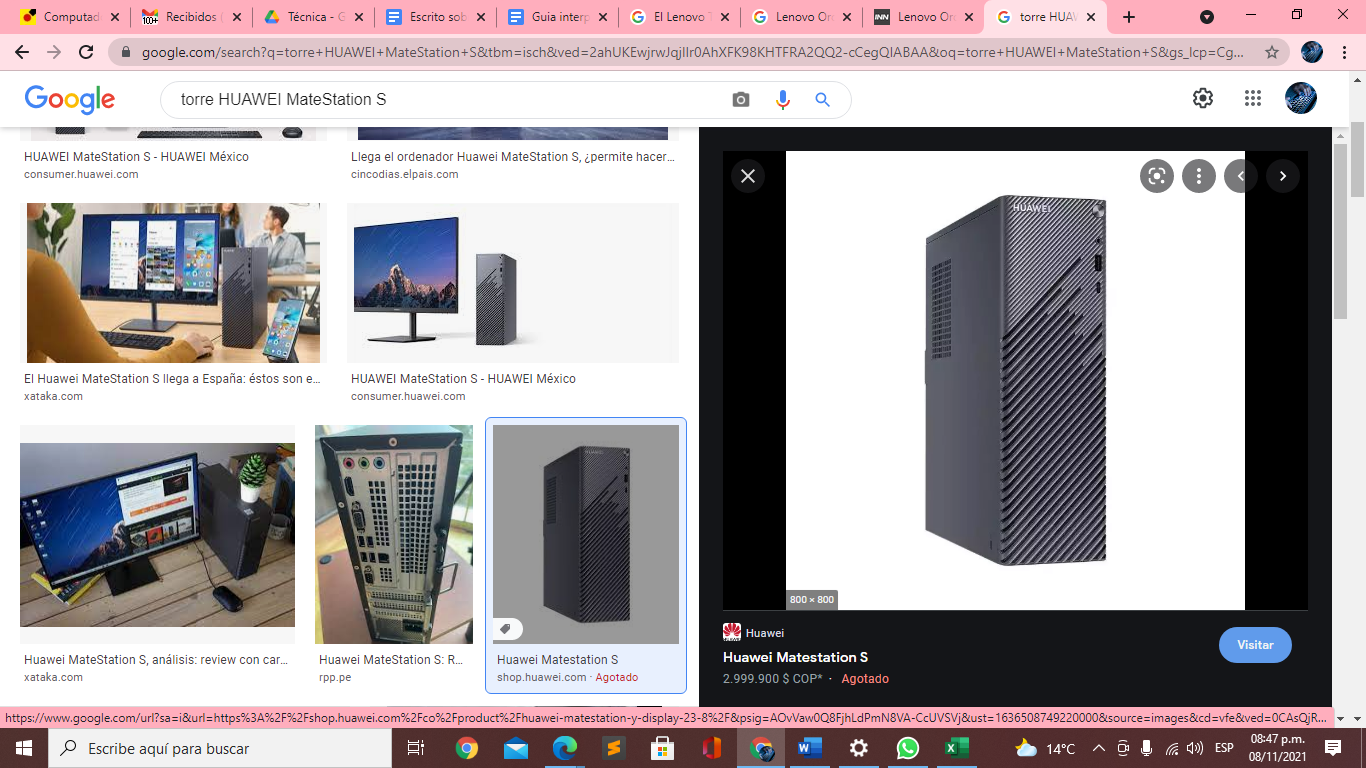 Computad
100+
Recibidos (
Técnica - G
Escrito sob
Guia interp
El Lenovo T
Lenovo Ord
INN
Lenovo On
torre HUAW
google.com/search?q=torre+HUAWEI+MateStation+S&tbm=isch&ved=2ahUKEwjrwJqjIIr0AhXFK98KHTFRA2QQ2-cCegQIABAA&oq=torre+HUAWEI+MateStation+S&gs_lcp=Cg...
Google
torre HUAWEI MateStation S
HUAWEI MateStation S - HUAWEI México
consumer.huawei.com
Llega el ordenador Huawei MateStation S, ¿permite hacer...
cincodias.elpais.com
El Huawei MateStation S llega a España: éstos son e...
xataka.com
HUAWEI MateStation S - HUAWEI México
consumer.huawei.com
Huawei MateStation S, análisis: review con car...
xataka.com
Huawei MateStation S: R...
rpp.pe
HUAWEI
Huawei Matestation S
shop.huawei.com · Agotado
HUAWEI
800 × 800
Huawei
Huawei Matestation S
2.999.900 $ COP* · Agotado
Visitar
https://www.google.com/url?sa=i&url=https%3A%2F%2Fshop.huawei.com%2Fco%2Fproduct%2Fhuawei-matestation-y-display-23-8%2F&psig=AOvVaw0Q8FjhLdPmN8VA-CcUVSVj&ust=1636508749220000&source=images&cd=vfe&ved=0CAsQjR...
Escribe aquí para buscar
14°C
ESP
08:47 p.m.
08/11/2021